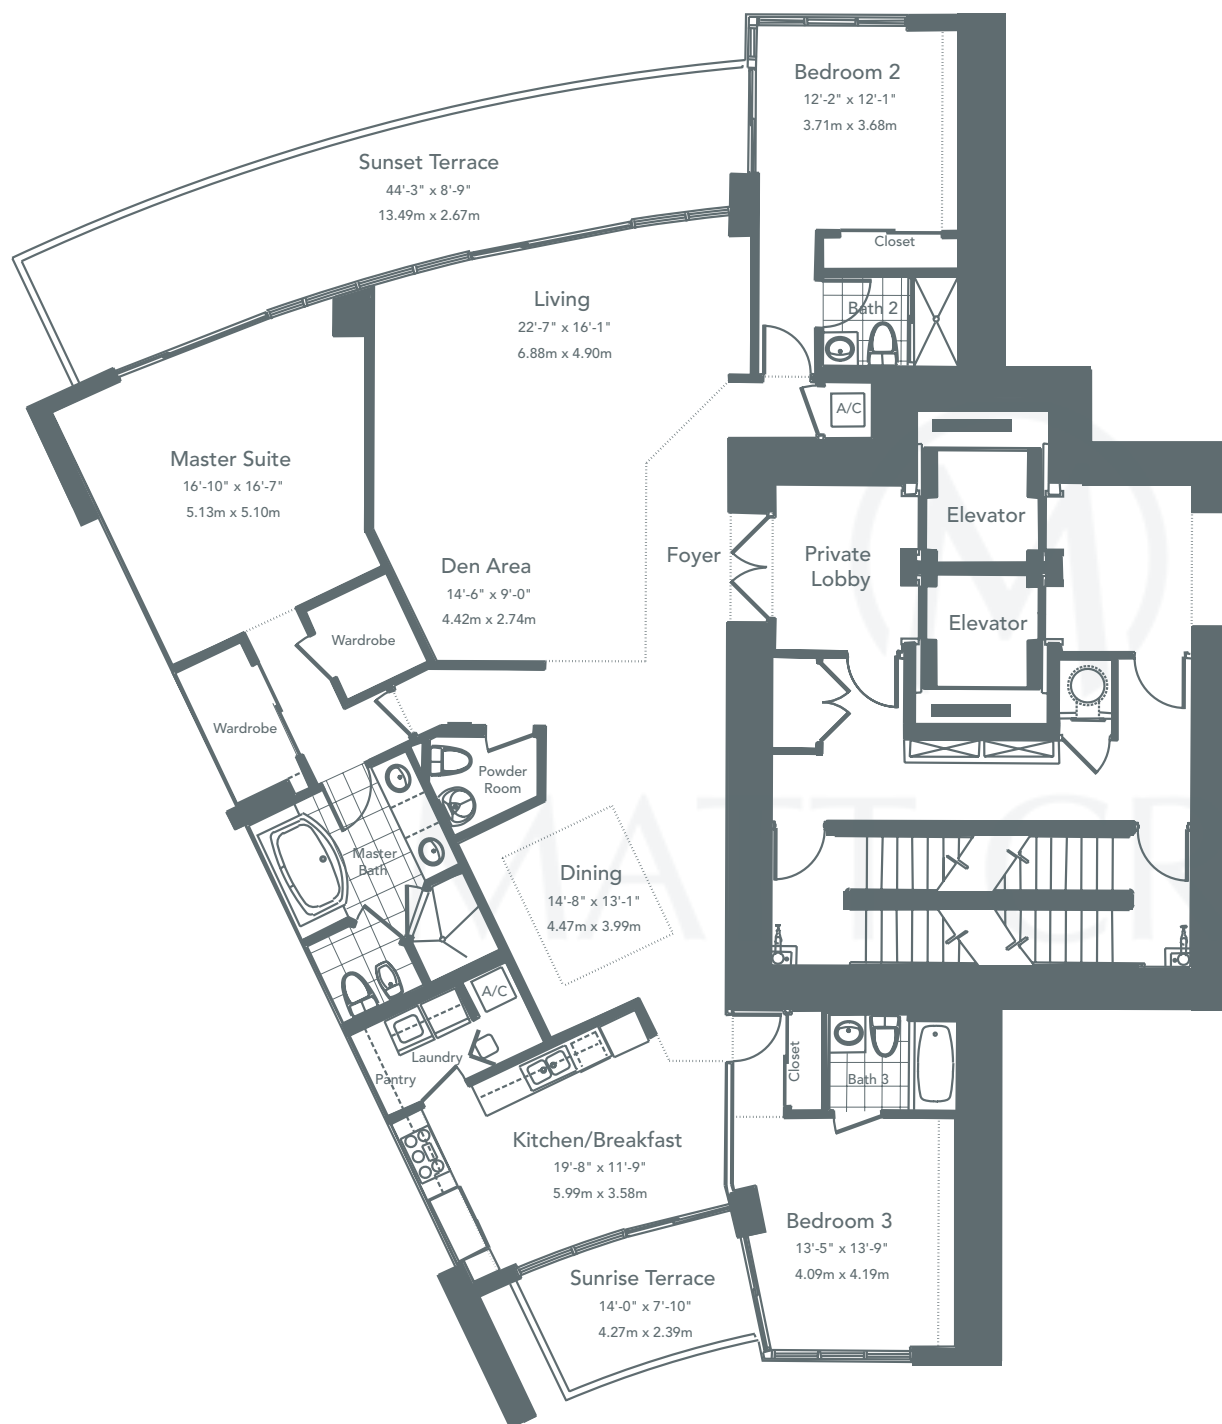 Bedroom 2
12'-2" x 12'-1"
3.71m x 3.68m
Sunset Terrace
44'-3" x 8'-9"
13.49m x 2.67m
Closet
Living
22'-7" x 16'-1"
6.88m x 4.90m
Bath 2
A/C
Master Suite
16'-10" x 16'-7"
5.13m x 5.10m
Elevator
Foyer
Private
Lobby
Den Area
14'-6" x 9'-0"
4.42m x 2.74m
Elevator
Wardrobe
Wardrobe
Powder
Room
Master
Bath
Dining
14'-8" x 13'-1"
4.47m x 3.99m
MATT CR
A/C
Laundry
Pantry
Closet
Bath 3
Kitchen/Breakfast
19'-8" x 11'-9"
5.99m x 3.58m
Bedroom 3
13'-5" x 13'-9"
4.09m x 4.19m
Sunrise Terrace
14'-0" x 7'-10"
4.27m x 2.39m